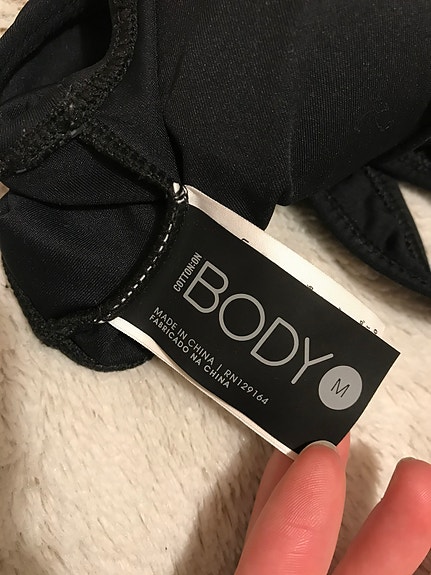 COTTON:ON
BODY
M
MADE IN CHINA | RN129164
FABRICADO NA CHINA